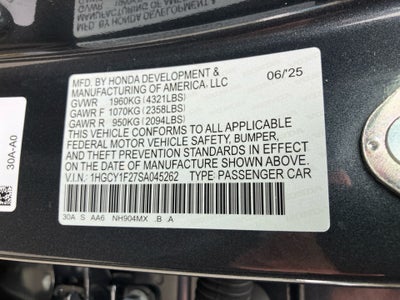 MFD. BY HONDA DEVELOPMENT &
MANUFACTURING OF AMERICA, LLC
06/'25
GVWR 1960KG (4321LBS)
GAWR F 1070KG (2358LBS)
GAWR R 950KG (2094LBS)
THIS VEHICLE CONFORMS TO ALL APPLICABLE
FEDERAL MOTOR VEHICLE SAFETY, BUMPER,
AND THEFT PREVENTION STANDARDS IN EFFECT
ON THE DATE OF MANUFACTURE SHOWN ABOVE.
V.I.N.: 1HGCY1F27SA045262 TYPE: PASSENGER CAR
30A S AA6 NH904MX .B .A
30A-A0